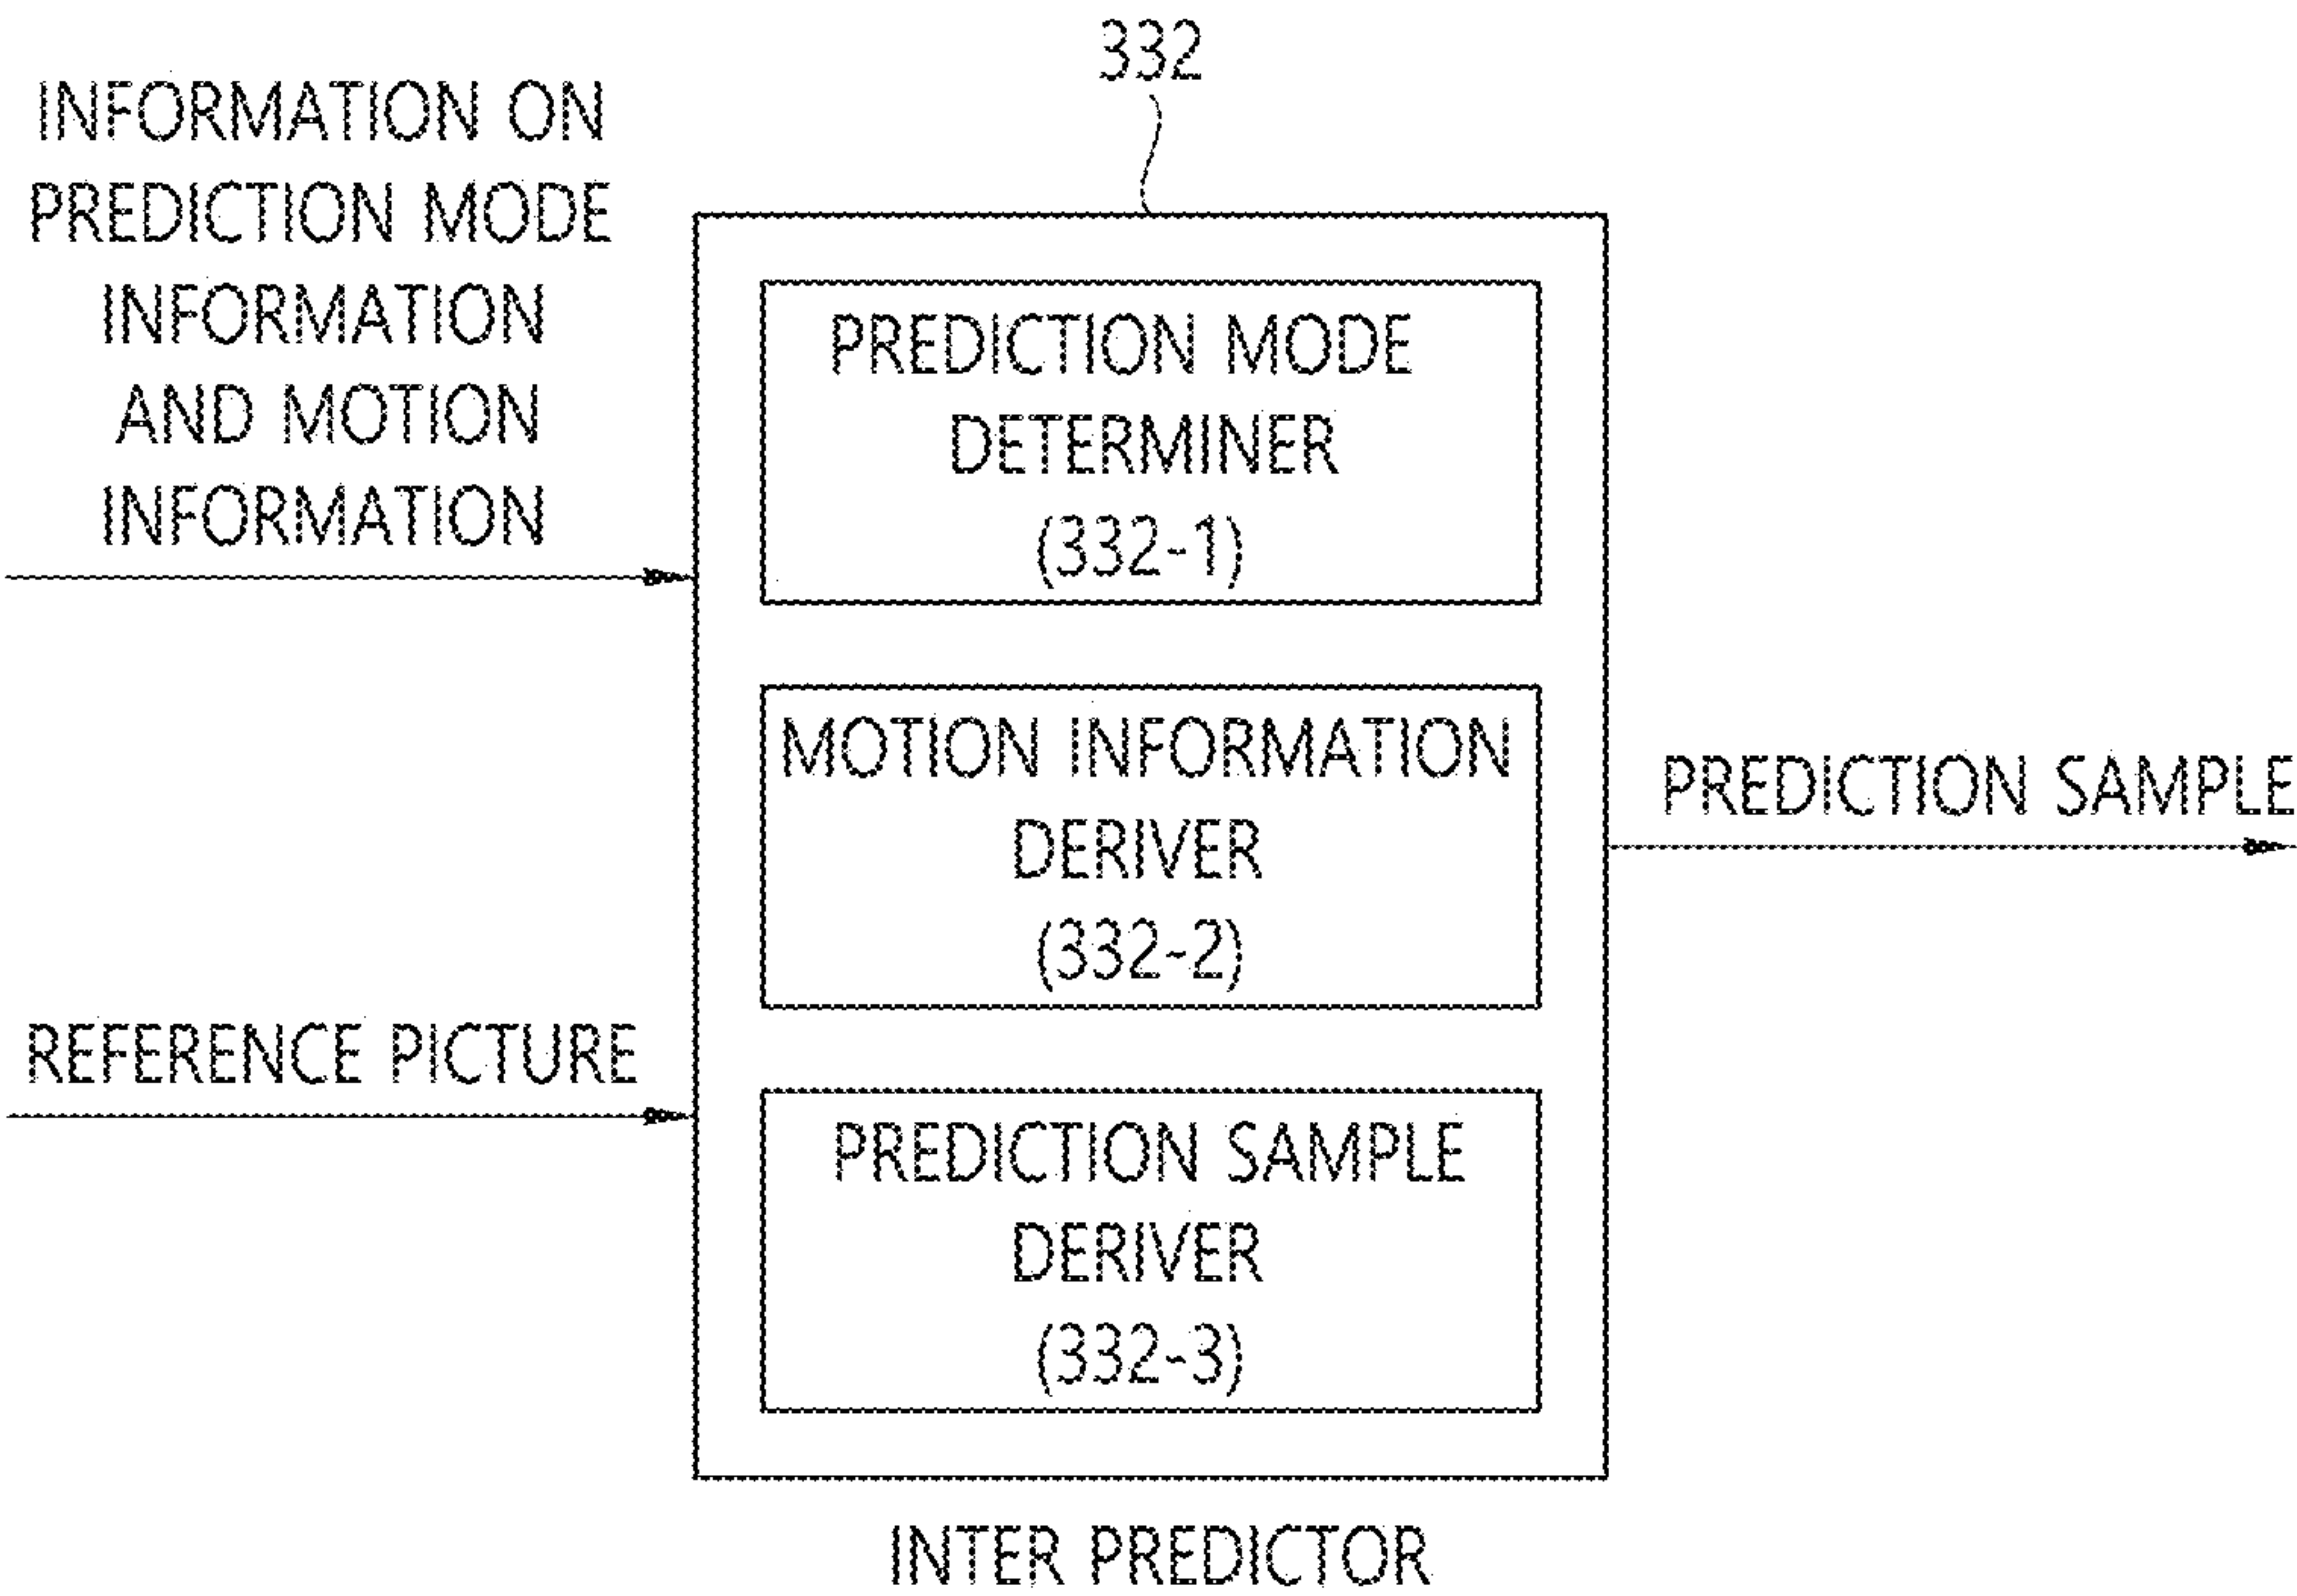 332
INFORMATION ON
PREDICTION MODE
INFORMATION
AND MOTION
INFORMATION
PREDICTION MODE
DETERMINER
(332-1)
MOTION INFORMATION
DERIVER
(332-2)
PREDICTION SAMPLE
REFERENCE PICTURE
PREDICTION SAMPLE
DERIVER
(332-3)
INTER PREDICTOR